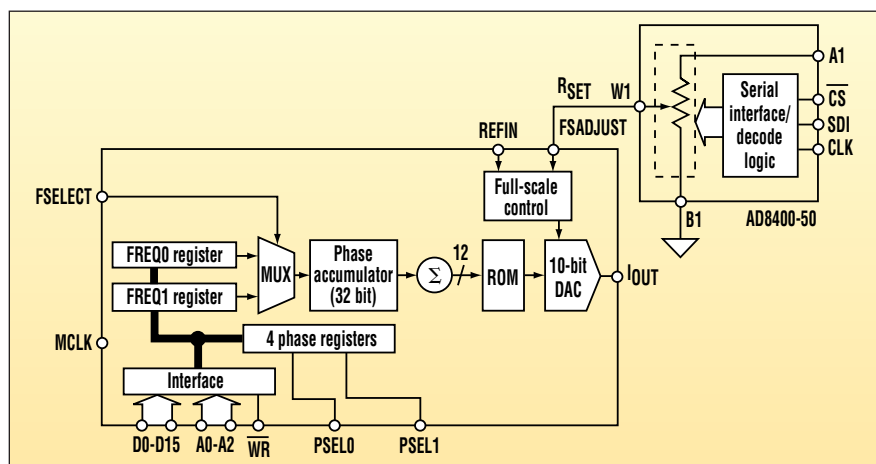 A1
RSET
W1
CS
SDI
CLK
Serial
interface/
decode
logic
REFIN
FSADJUST
B1
AD8400-50
FSELECT
Full-scale
control
FREQ0 register
FREQ1 register
MUX
Phase
accumulator
(32 bit)
Σ
12
ROM
10-bit
DAC
IOUT
MCLK
4 phase registers
Interface
D0-D15
A0-A2
WR
PSEL0
PSEL1